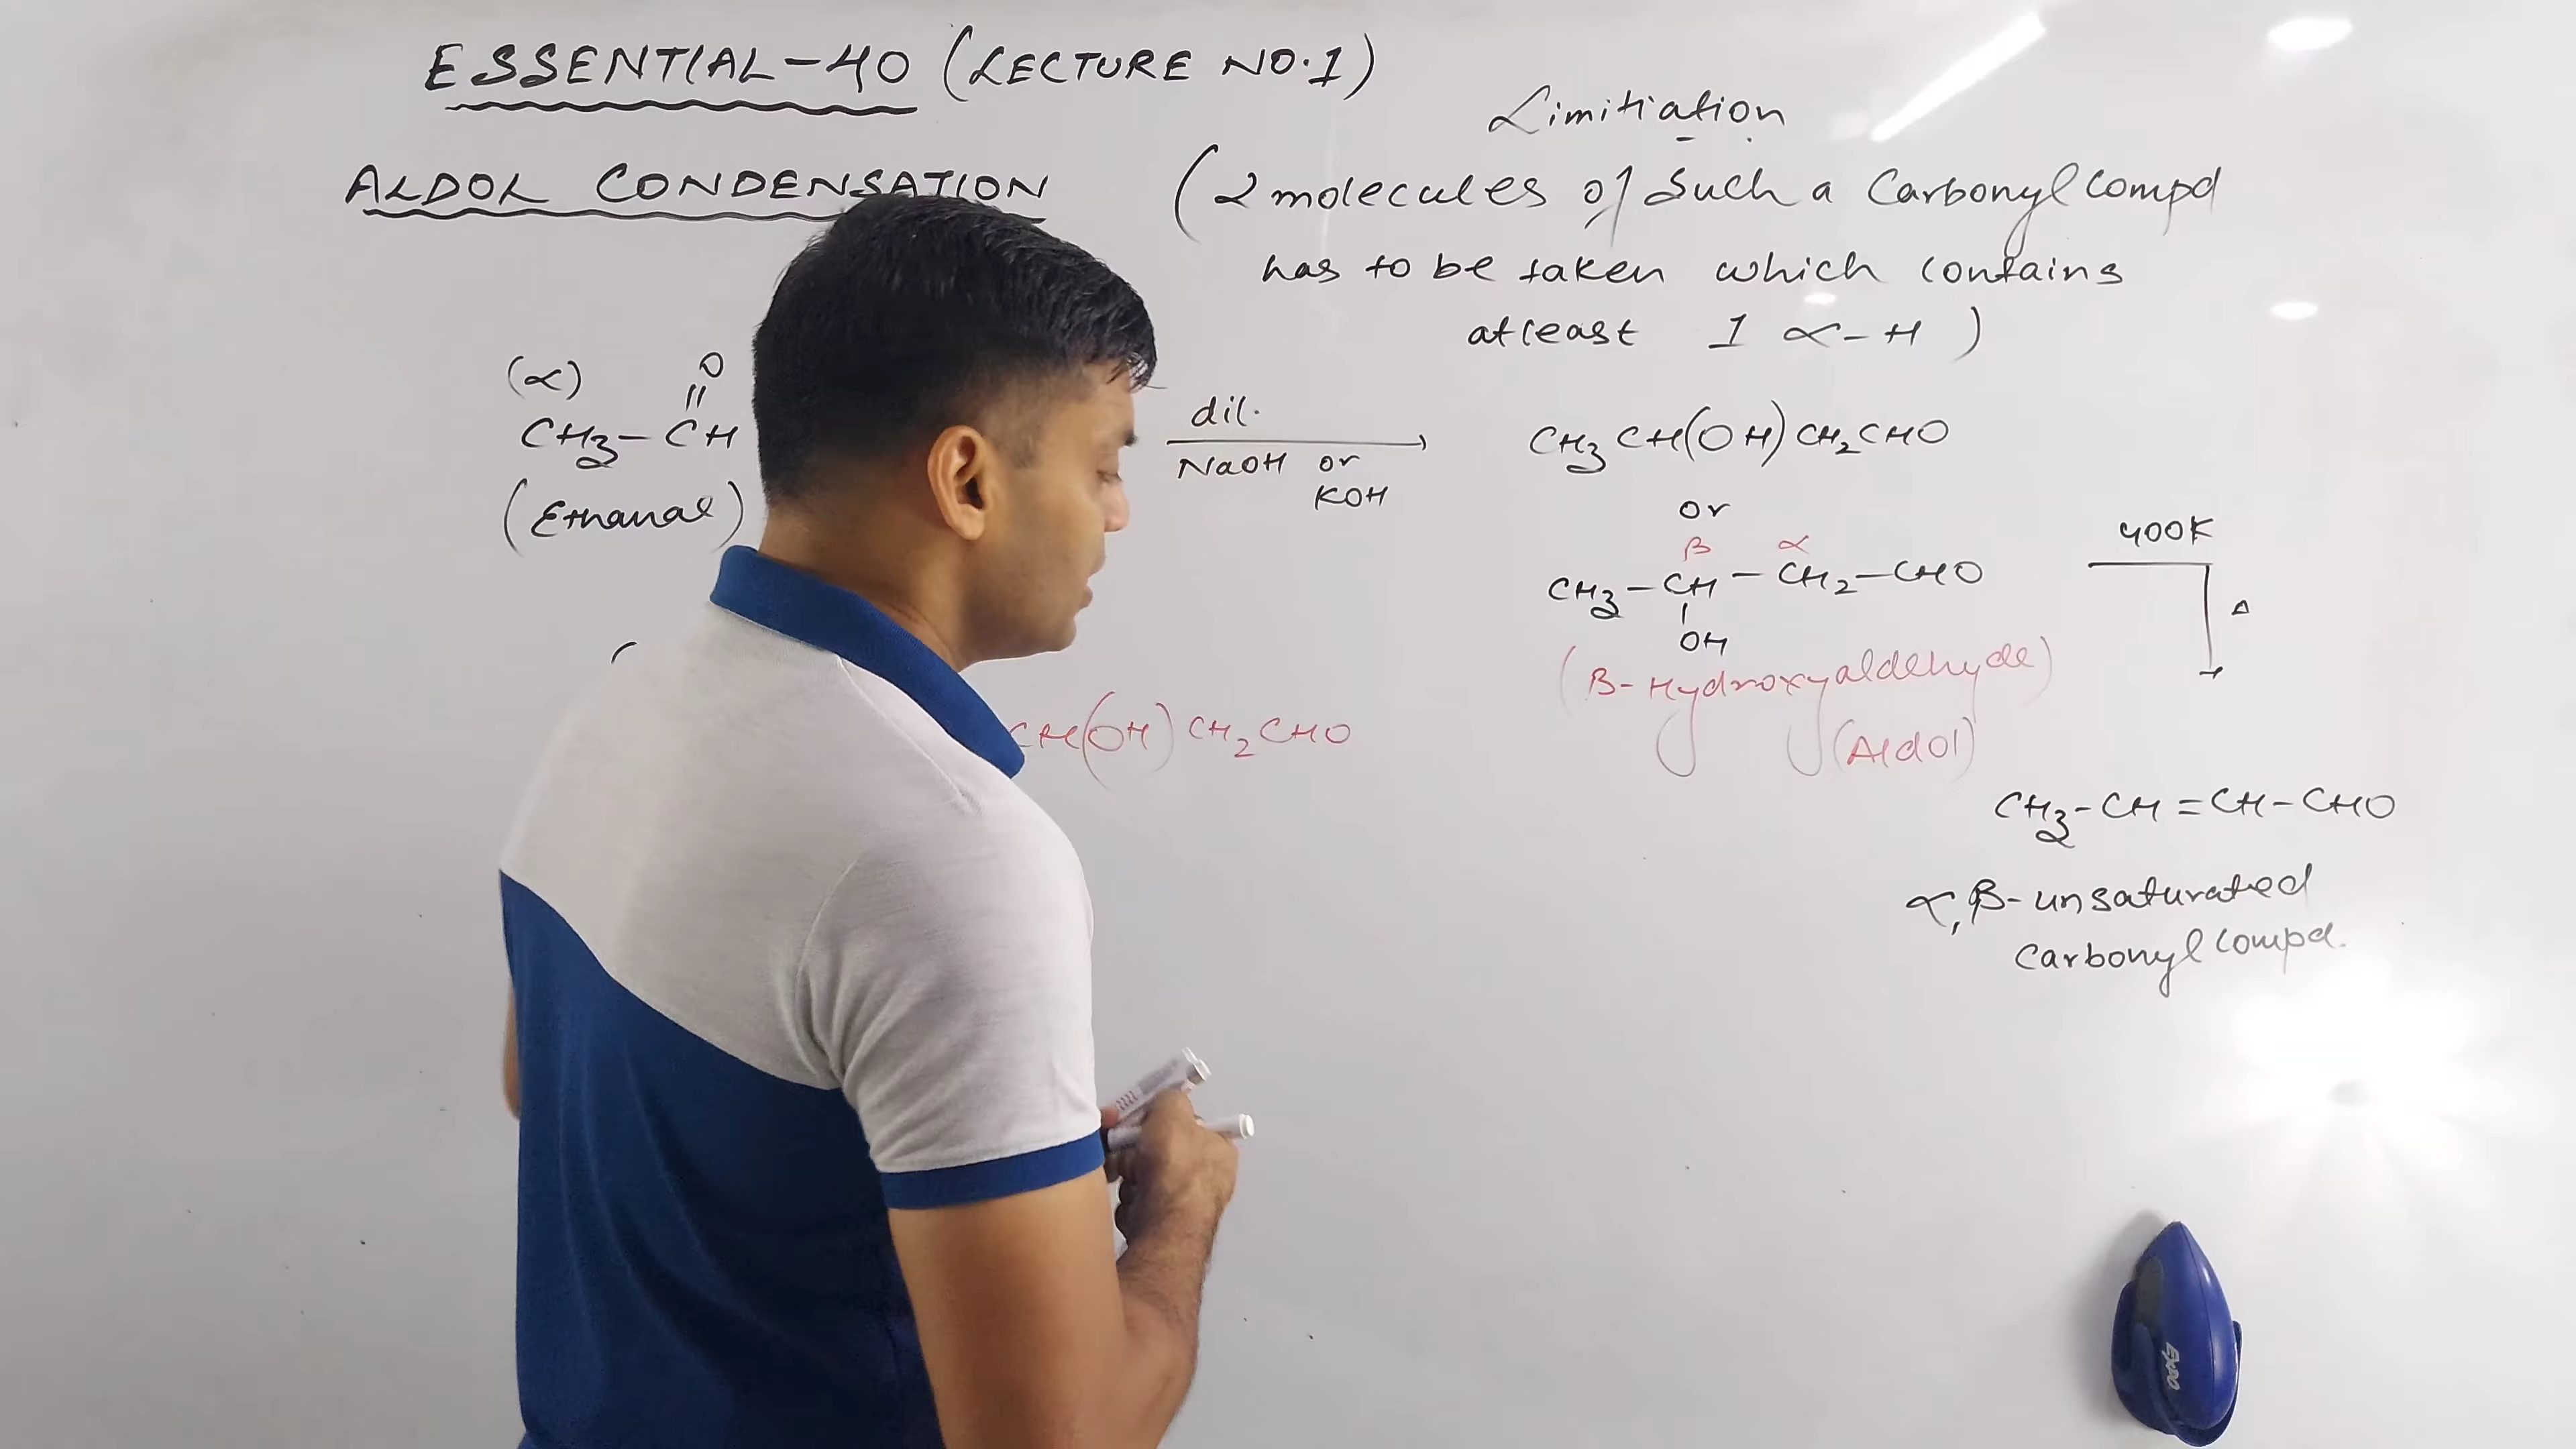 ESSENTIAL-40 (LECTURE NO.1)
Limitiation
ALDOL CONDENSATION
(2 molecules of such a Carbonyl compd
has to be taken which contains
atleast 1 α-H)
(α) O
||
CH3-CH
(Ethanal)
dil.
NaOH or
KOH
CH3CH(OH)CH2CHO
or
β α
CH3-CH-CH2-CHO
|
OH
(β-Hydroxyaldehyde)
(Aldol)
400K
Δ
CH(OH)CH2CHO
CH3-CH=CH-CHO
α,β-unsaturated
Carbonyl compd.
EXPO